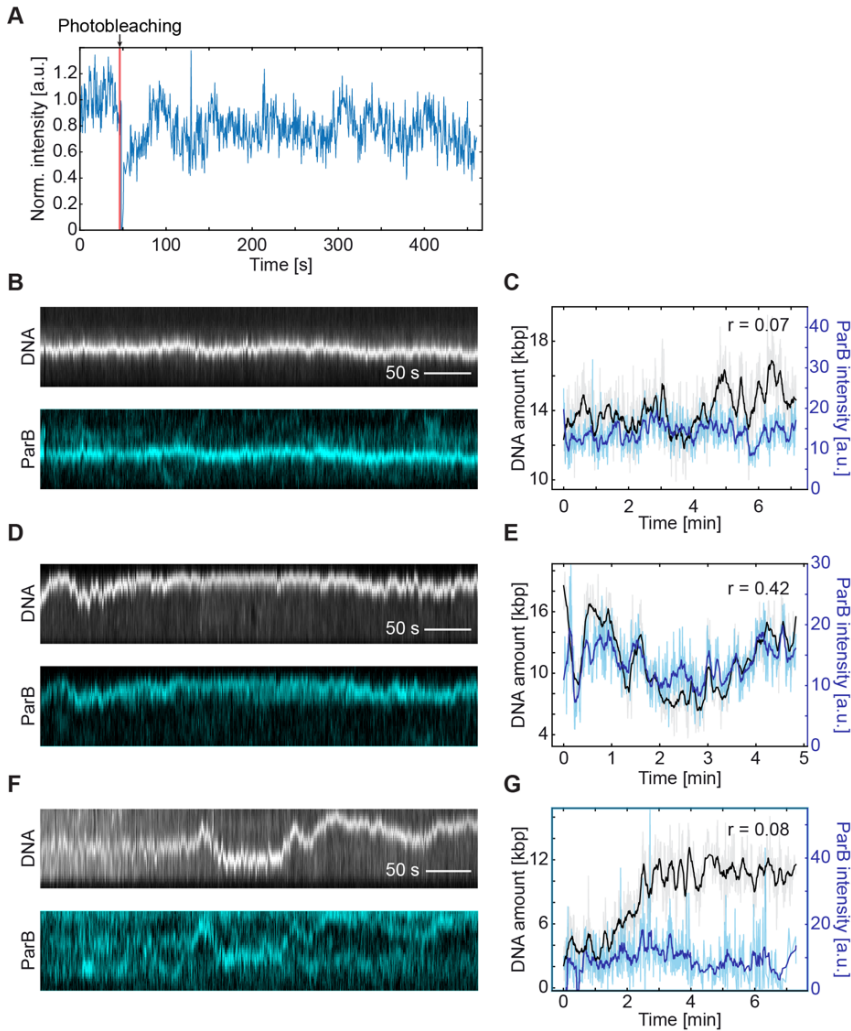 A
Photobleaching
Norm. intensity [a.u.]
1.2
1.0
0.8
0.6
0.4
0.2
0
0 100 200 300 400
Time [s]
B
DNA
50 s
ParB
C
r = 0.07
DNA amount [kbp]
18
14
10
ParB intensity [a.u.]
40
30
20
10
0
0 2 4 6
Time [min]
D
DNA
50 s
ParB
E
r = 0.42
DNA amount [kbp]
16
10
4
ParB intensity [a.u.]
30
20
10
0
0 1 2 3 4 5
Time [min]
F
DNA
50 s
ParB
G
r = 0.08
DNA amount [kbp]
12
6
0
ParB intensity [a.u.]
40
20
10
0
0 2 4 6
Time [min]